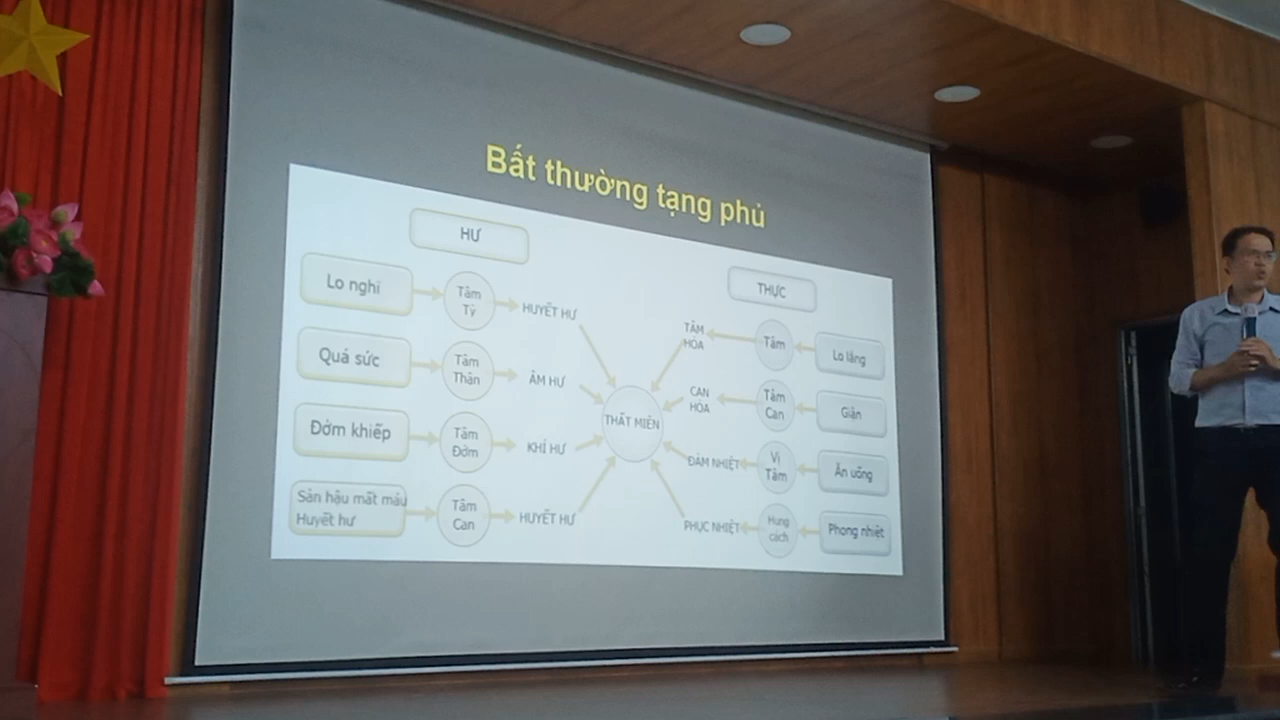 Bất thường tạng phủ
HƯ
Lo nghĩ
Tâm
Tỳ
HUYẾT HƯ
Quá sức
Tâm
Thận
ÂM HƯ
Đởm khiếp
Tâm
Đởm
KHÍ HƯ
Sản hậu mất máu
Huyết hư
Tâm
Can
HUYẾT HƯ
THẤT MIÊN
THỰC
TÂM
HỎA
Tâm
Lo lắng
CAN
HỎA
Tâm
Can
Giận
ĐÀM NHIỆT
Vị
Tâm
Ăn uống
PHỤC NHIỆT
Hung
cách
Phong nhiệt